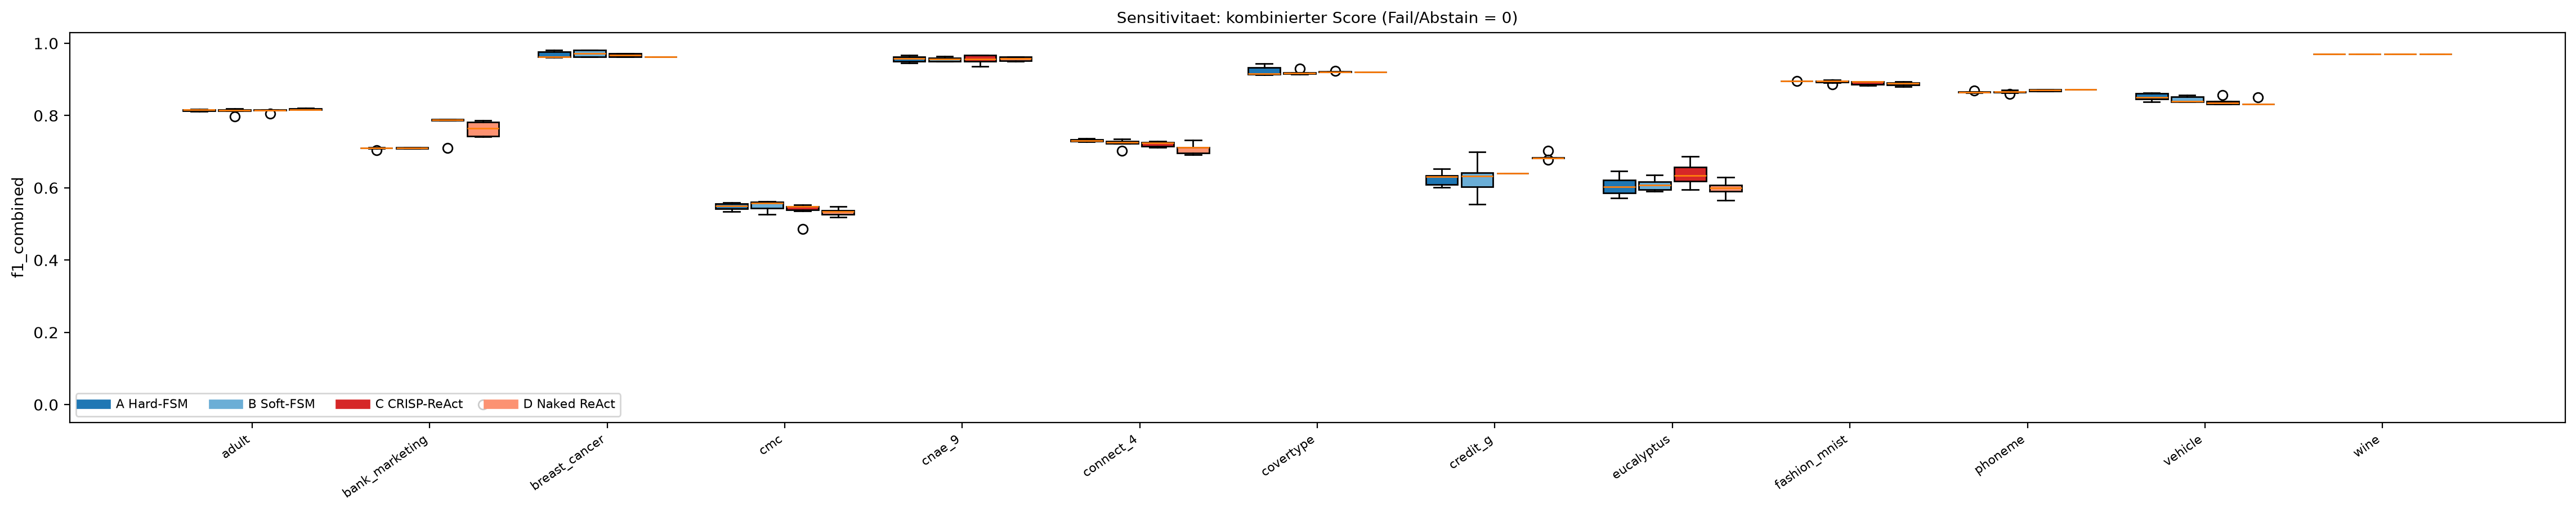 Sensitivitaet: kombinierter Score (Fail/Abstain = 0)
f1_combined
1.0
0.8
0.6
0.4
0.2
0.0
A Hard-FSM
B Soft-FSM
C CRISP-ReAct
D Naked ReAct
adult
bank_marketing
breast_cancer
cmc
cnae_9
connect_4
covertype
credit_g
eucalyptus
fashion_mnist
phoneme
vehicle
wine